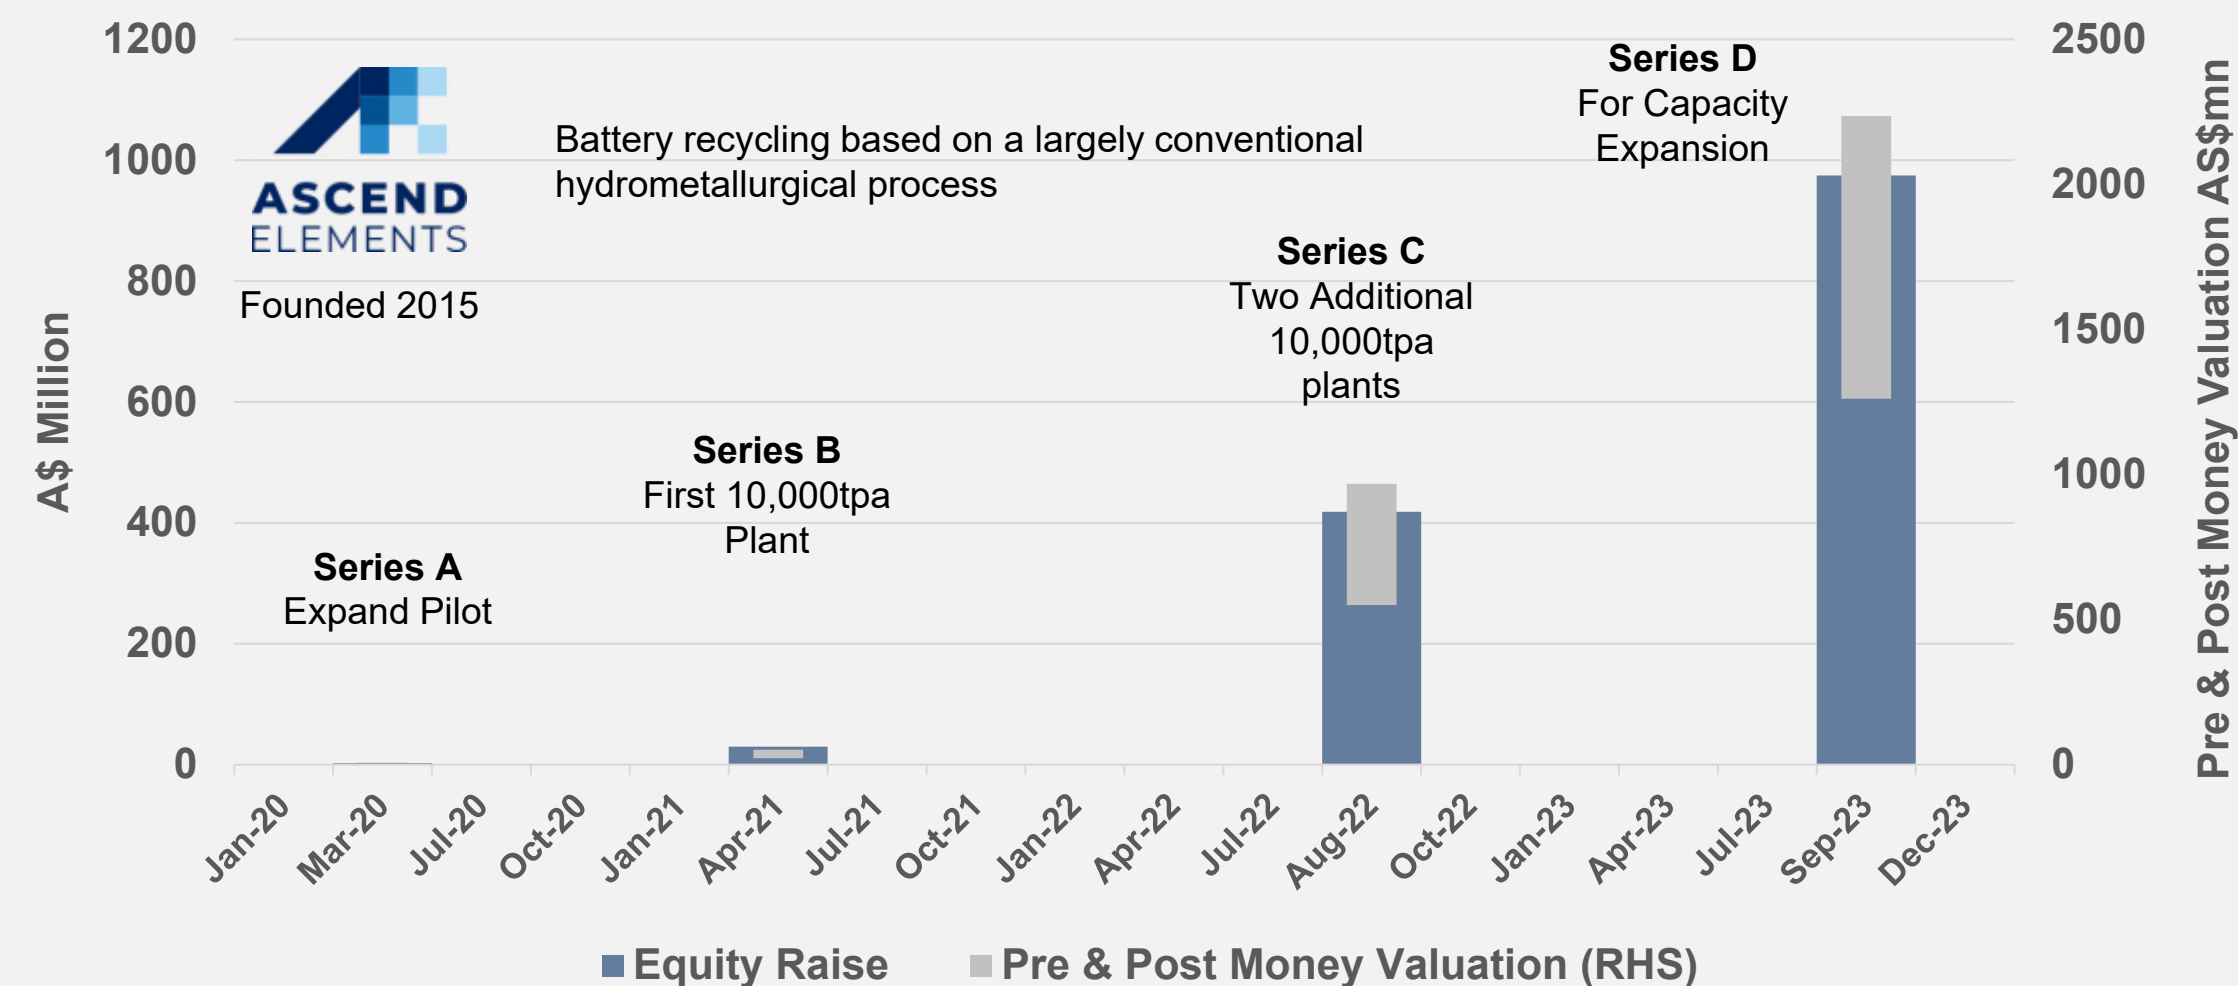 1200
1000
800
600
400
200
0
A$ Million
ASCEND
ELEMENTS
Founded 2015
Battery recycling based on a largely conventional
hydrometallurgical process
Series A
Expand Pilot
Series B
First 10,000tpa
Plant
Series C
Two Additional
10,000tpa
plants
Series D
For Capacity
Expansion
2500
2000
1500
1000
500
0
Pre & Post Money Valuation AS$mn
Jan-20
Mar-20
Jul-20
Oct-20
Jan-21
Apr-21
Jul-21
Oct-21
Jan-22
Apr-22
Jul-22
Aug-22
Oct-22
Jan-23
Apr-23
Jul-23
Sep-23
Dec-23
Equity Raise
Pre & Post Money Valuation (RHS)